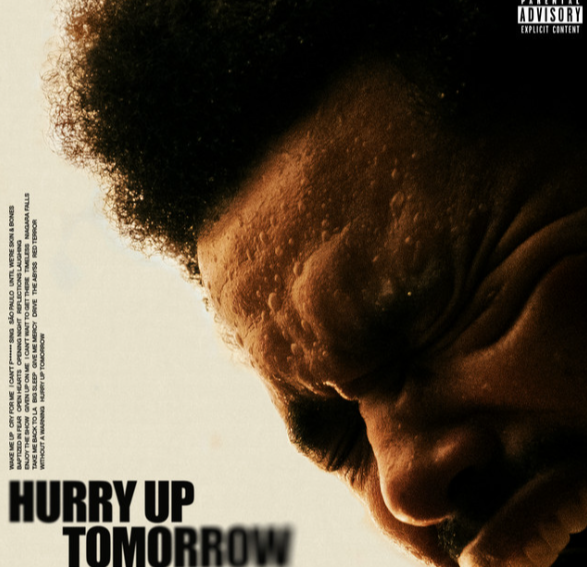 PARENTAL
ADVISORY
EXPLICIT CONTENT
WAKE ME UP CRY FOR ME I CAN'T F****** SING SÃO PAULO UNTIL WE'RE SKIN & BONES
BAPTIZED IN FEAR OPEN HEARTS OPENING NIGHT REFLECTIONS LAUGHING
ENJOY THE SHOW GIVEN UP ON ME I CAN'T WAIT TO GET THERE TIMELESS NIAGARA FALLS
TAKE ME BACK TO LA BIG SLEEP GIVE ME MERCY DRIVE THE ABYSS RED TERROR
WITHOUT A WARNING HURRY UP TOMORROW
HURRY UP
TOMORROW